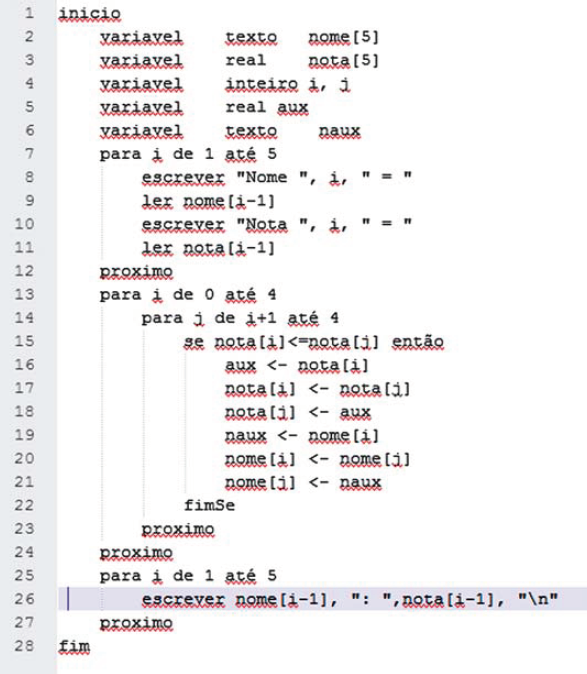 1 inicio
2 variavel texto nome[5]
3 variavel real nota[5]
4 variavel inteiro i, j
5 variavel real aux
6 variavel texto naux
7 para i de 1 até 5
8 escrever "Nome ", i, " = "
9 ler nome[i-1]
10 escrever "Nota ", i, " = "
11 ler nota[i-1]
12 proximo
13 para i de 0 até 4
14 para j de i+1 até 4
15 se nota[i]<=nota[j] então
16 aux <- nota[i]
17 nota[i] <- nota[j]
18 nota[j] <- aux
19 naux <- nome[i]
20 nome[i] <- nome[j]
21 nome[j] <- naux
22 fimSe
23 proximo
24 proximo
25 para i de 1 até 5
26 escrever nome[i-1], ": ",nota[i-1], "\n"
27 proximo
28 fim